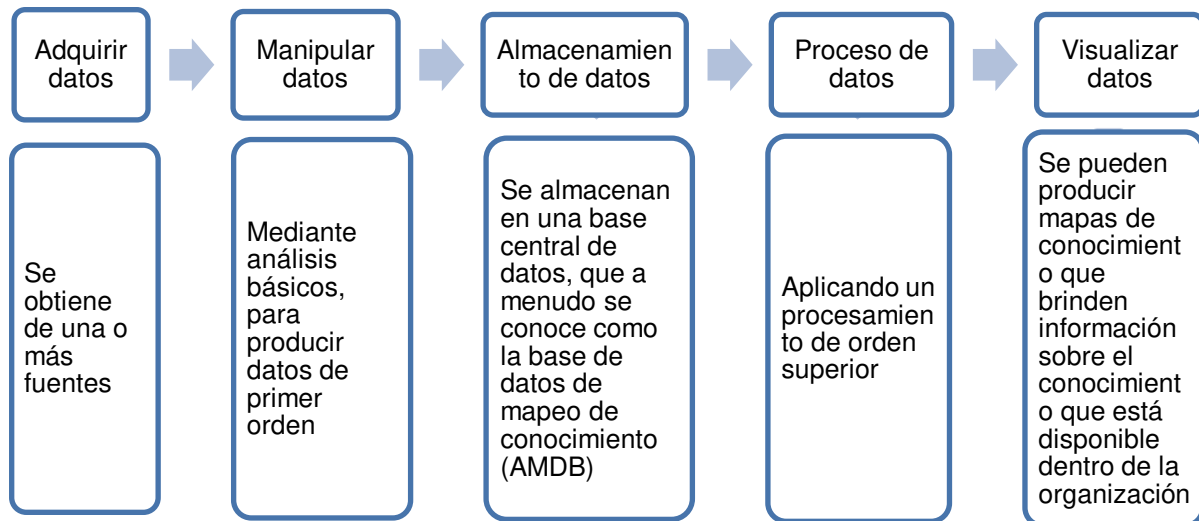 Adquirir
datos
Manipular
datos
Almacenamien
to de datos
Proceso de
datos
Visualizar
datos
Se
obtiene
de una o
más
fuentes
Mediante
análisis
básicos,
para
producir
datos de
primer
orden
Se almacenan
en una base
central de
datos, que a
menudo se
conoce como
la base de
datos de
mapeo de
conocimiento
(AMDB)
Aplicando un
procesamien
to de orden
superior
Se pueden
producir
mapas de
conocimient
o que
brinden
información
sobre el
conocimient
o que está
disponible
dentro de la
organización